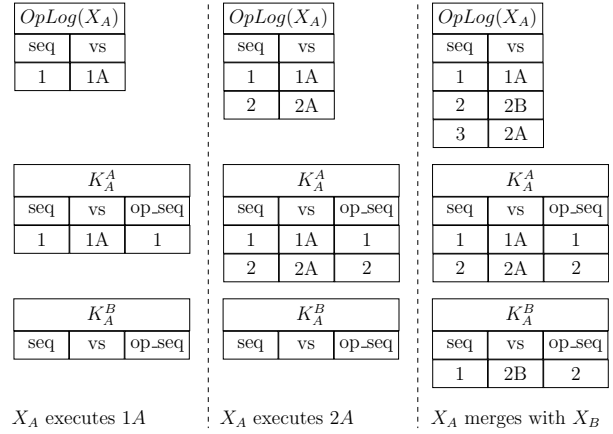 OpLog(X_A)
seq vs
1 1A
K_A^A
seq vs op_seq
1 1A 1
K_A^B
seq vs op_seq
X_A executes 1A
OpLog(X_A)
seq vs
1 1A
2 2A
K_A^A
seq vs op_seq
1 1A 1
2 2A 2
K_A^B
seq vs op_seq
X_A executes 2A
OpLog(X_A)
seq vs
1 1A
2 2B
3 2A
K_A^A
seq vs op_seq
1 1A 1
2 2A 2
K_A^B
seq vs op_seq
1 2B 2
X_A merges with X_B